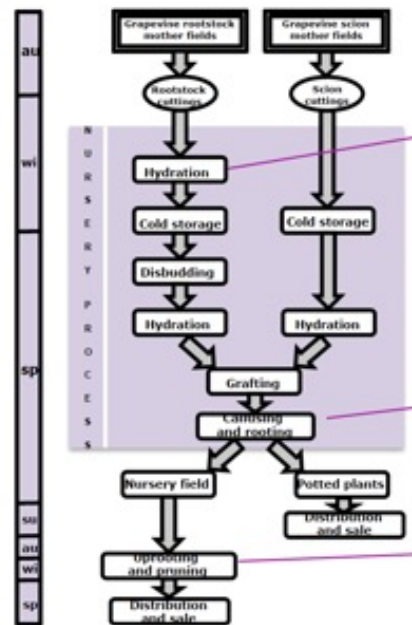 au
wi
sp
su
au
wi
sp
Grapevine rootstock
mother fields
Grapevine scion
mother fields
Rootstock
cuttings
Scion
cuttings
NURSERY PROCESS
Hydration
Cold storage
Cold storage
Disbudding
Hydration
Hydration
Grafting
Callusing
and rooting
Nursery field
Potted plants
Distribution
and sale
Uprooting
and pruning
Distribution
and sale